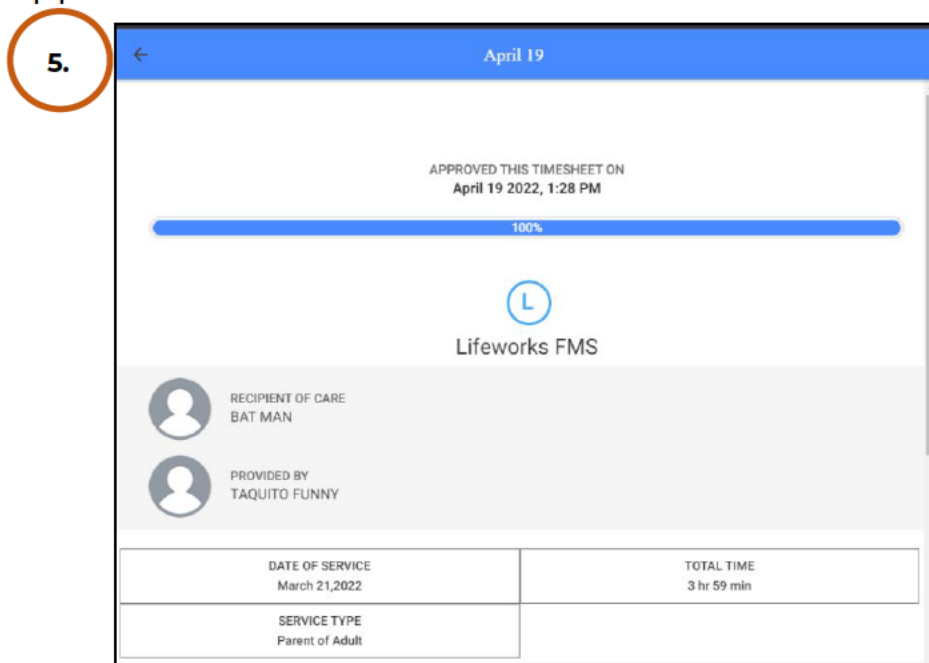 5.
April 19
APPROVED THIS TIMESHEET ON
April 19 2022, 1:28 PM
100%
L
Lifeworks FMS
RECIPIENT OF CARE
BAT MAN
PROVIDED BY
TAQUITO FUNNY
DATE OF SERVICE
March 21,2022
TOTAL TIME
3 hr 59 min
SERVICE TYPE
Parent of Adult